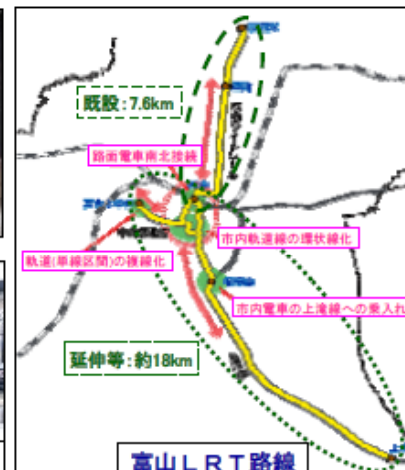 既設:7.6km
路面電車南北接続
市内軌道線の環状線化
軌道(単線区間)の複線化
市内電車の上滝線への乗入れ
延伸等:約18km
富山LRT路線